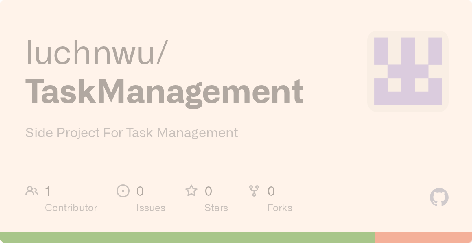 luchnwu/
TaskManagement
Side Project For Task Management
1 0 0 0
Contributor Issues Stars Forks